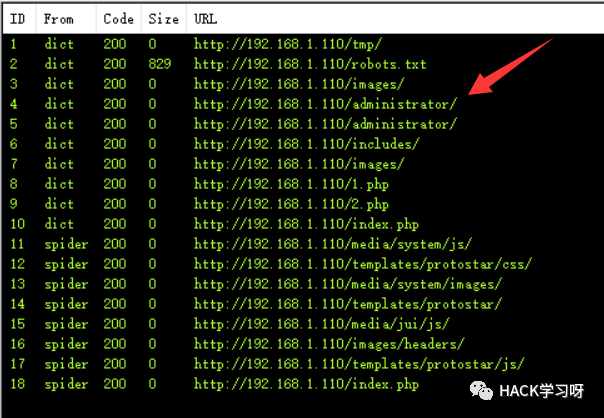 ID From Code Size URL
1 dict 200 0 http://192.168.1.110/tmp/
2 dict 200 829 http://192.168.1.110/robots.txt
3 dict 200 0 http://192.168.1.110/images/
4 dict 200 0 http://192.168.1.110/administrator/
5 dict 200 0 http://192.168.1.110/administrator/
6 dict 200 0 http://192.168.1.110/includes/
7 dict 200 0 http://192.168.1.110/images/
8 dict 200 0 http://192.168.1.110/1.php
9 dict 200 0 http://192.168.1.110/2.php
10 dict 200 0 http://192.168.1.110/index.php
11 spider 200 0 http://192.168.1.110/media/system/js/
12 spider 200 0 http://192.168.1.110/templates/protostar/css/
13 spider 200 0 http://192.168.1.110/media/system/images/
14 spider 200 0 http://192.168.1.110/templates/protostar/
15 spider 200 0 http://192.168.1.110/media/jui/js/
16 spider 200 0 http://192.168.1.110/images/headers/
17 spider 200 0 http://192.168.1.110/templates/protostar/js/
18 spider 200 0 http://192.168.1.110/index.php
HACK学习呀